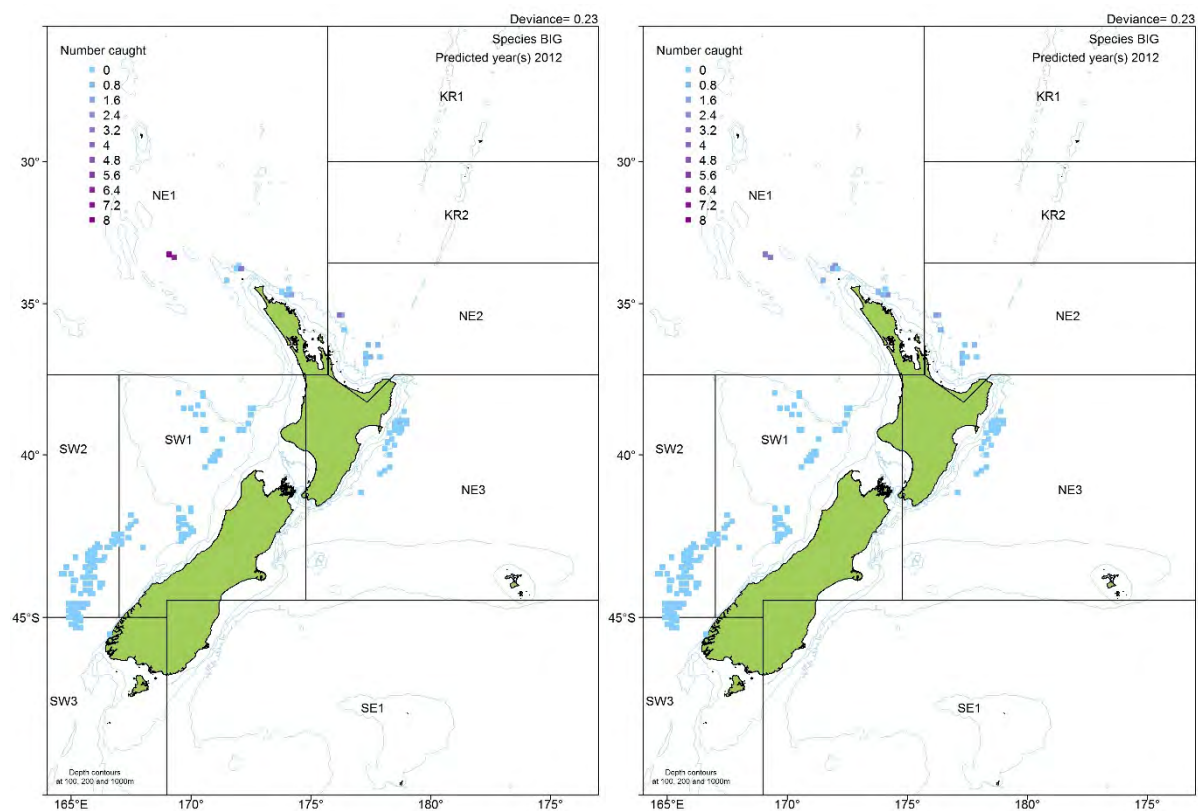 Deviance= 0.23
Species BIG
Predicted year(s) 2012
Number caught
0
0.8
1.6
2.4
3.2
4
4.8
5.6
6.4
7.2
8
KR1
30°
NE1
KR2
35°
NE2
SW2
SW1
40°
NE3
45°S
SW3
SE1
Depth contours
at 100, 200 and 1000m
165°E 170° 175° 180° 175°
Deviance= 0.23
Species BIG
Predicted year(s) 2012
Number caught
0
0.8
1.6
2.4
3.2
4
4.8
5.6
6.4
7.2
8
KR1
30°
NE1
KR2
35°
NE2
SW2
SW1
40°
NE3
45°S
SW3
SE1
Depth contours
at 100, 200 and 1000m
165°E 170° 175° 180° 175°